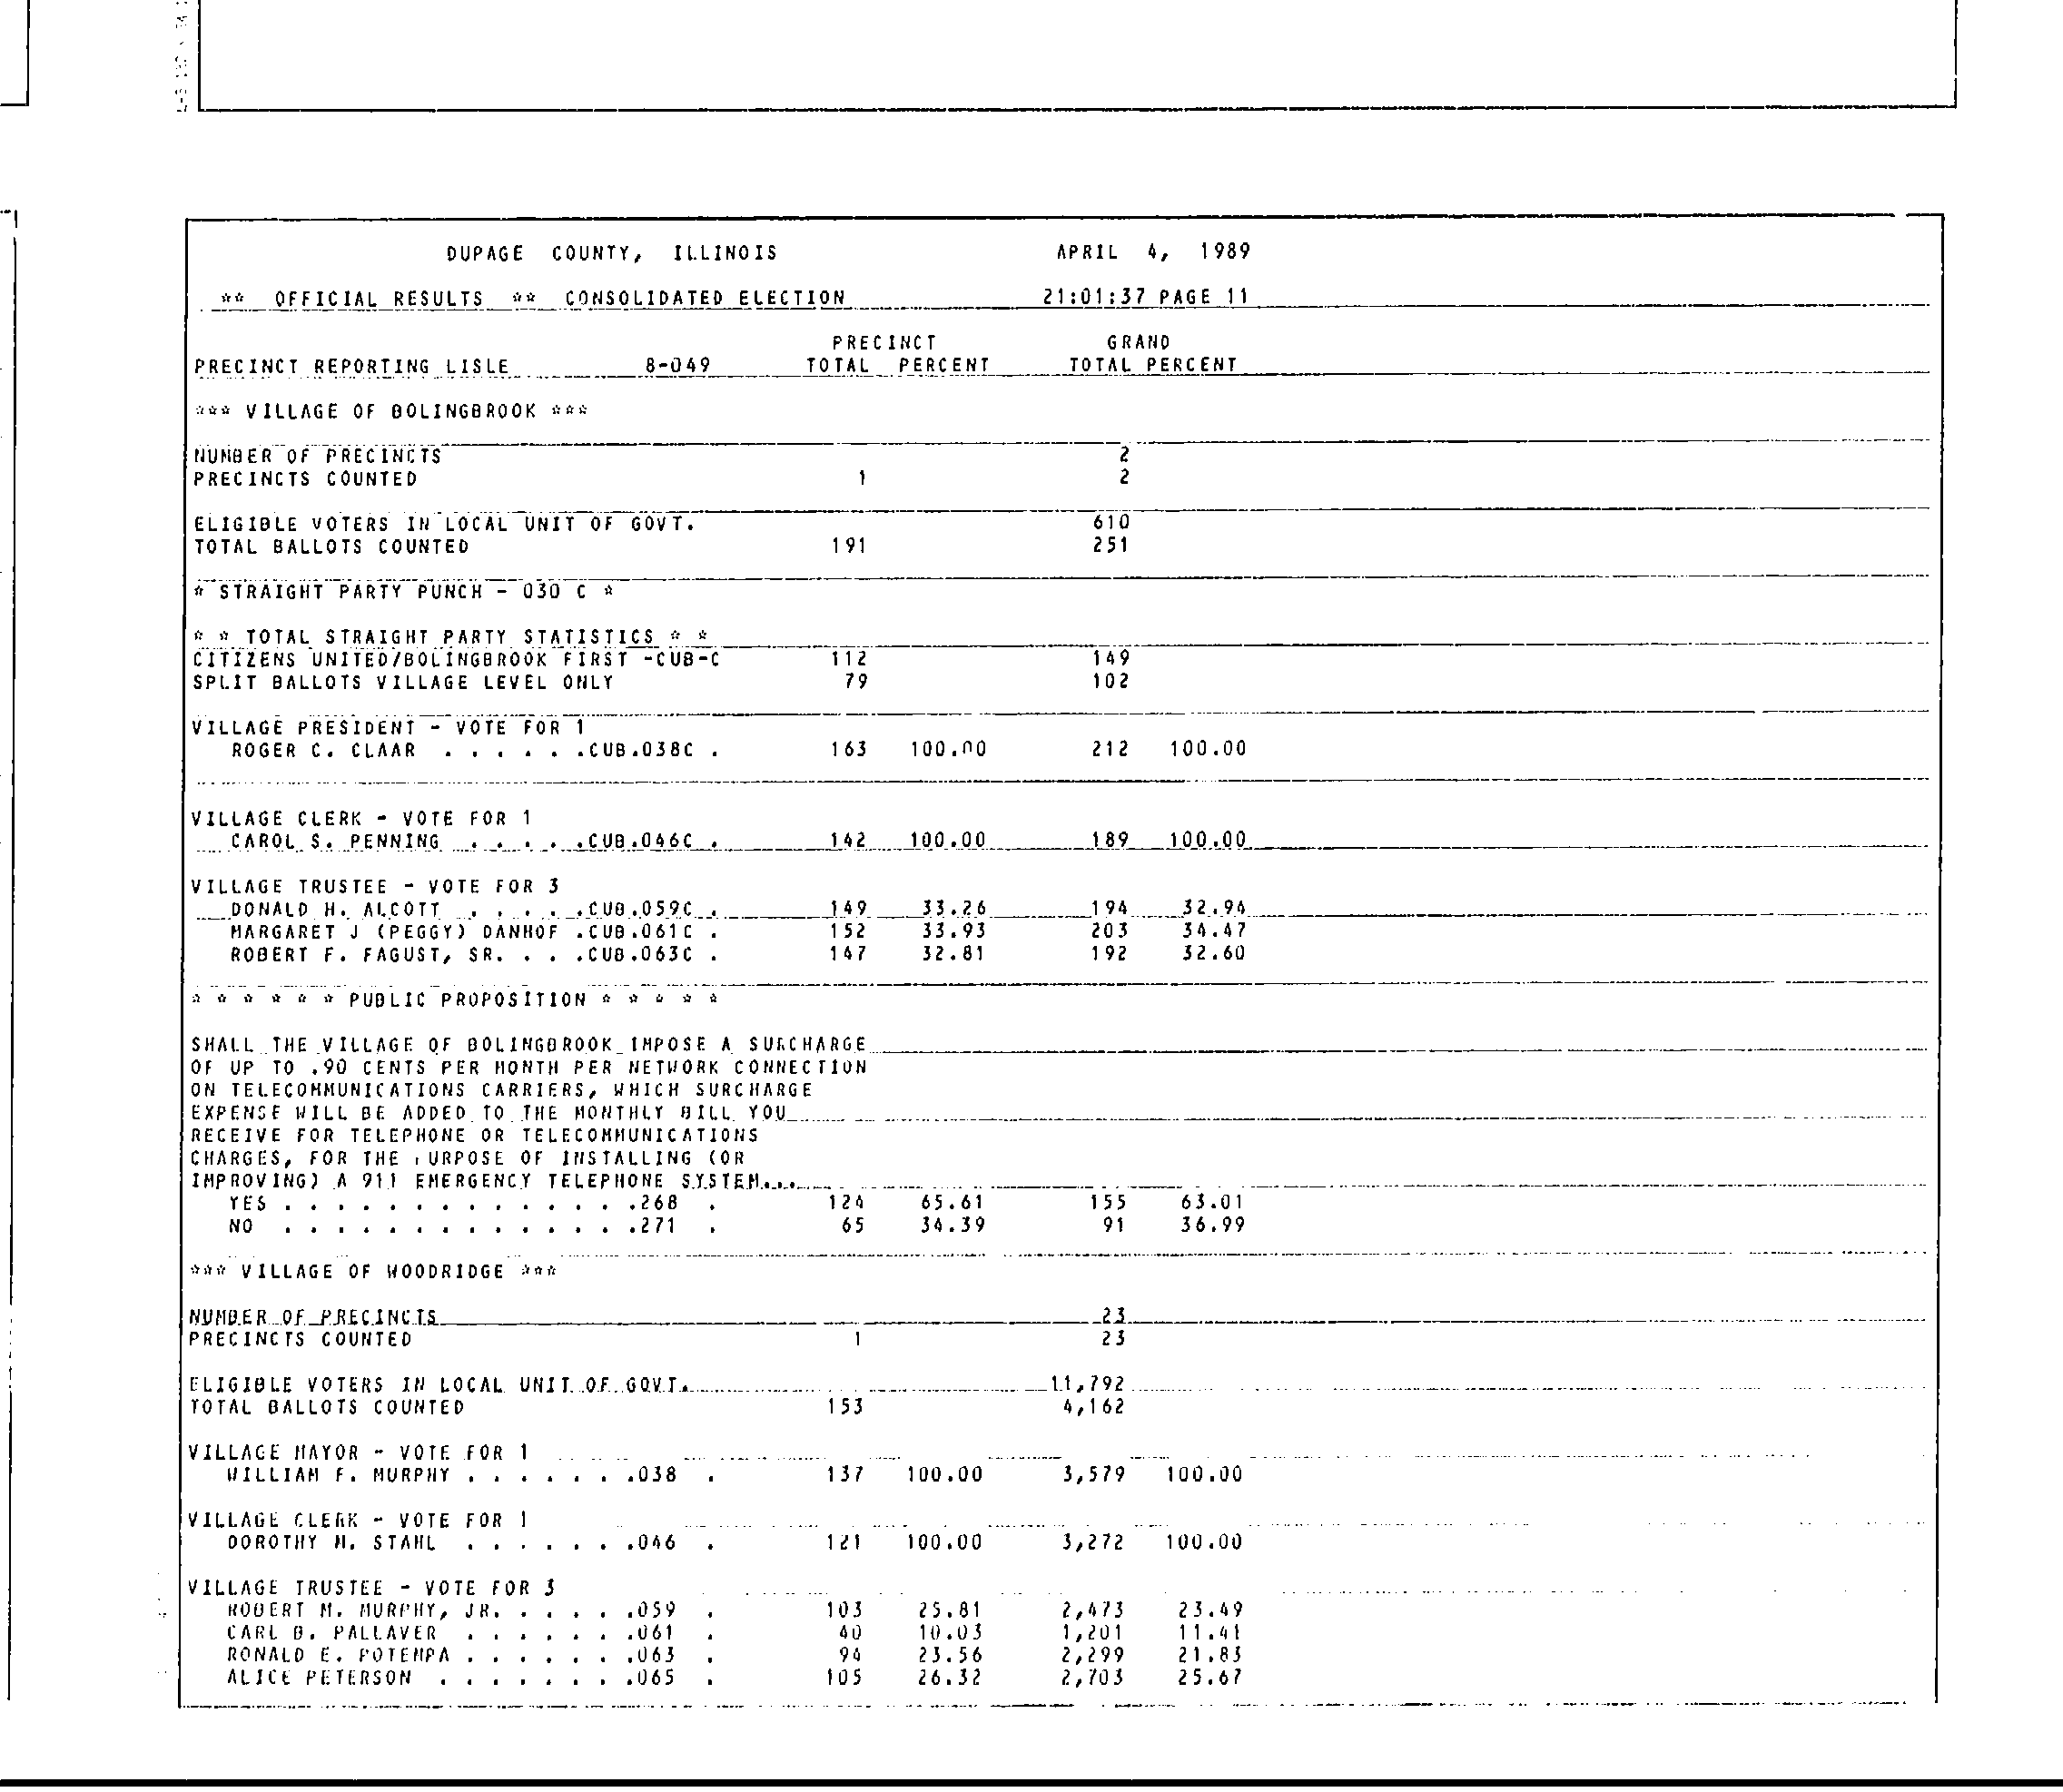 DUPAGE COUNTY, ILLINOIS APRIL 4, 1989
** OFFICIAL RESULTS ** CONSOLIDATED ELECTION 21:01:37 PAGE 11
PRECINCT GRAND
PRECINCT REPORTING LISLE 8-049 TOTAL PERCENT TOTAL PERCENT
*** VILLAGE OF BOLINGBROOK ***
NUMBER OF PRECINCTS 2
PRECINCTS COUNTED 1 2
ELIGIBLE VOTERS IN LOCAL UNIT OF GOVT. 610
TOTAL BALLOTS COUNTED 191 251
* STRAIGHT PARTY PUNCH - 030 C *
* * TOTAL STRAIGHT PARTY STATISTICS * *
CITIZENS UNITED/BOLINGBROOK FIRST -CUB-C 112 149
SPLIT BALLOTS VILLAGE LEVEL ONLY 79 102
VILLAGE PRESIDENT - VOTE FOR 1
ROGER C. CLAAR . . . . . .CUB.038C . 163 100.00 212 100.00
VILLAGE CLERK - VOTE FOR 1
CAROL S. PENNING . . . . .CUB.046C . 142 100.00 189 100.00
VILLAGE TRUSTEE - VOTE FOR 3
DONALD H. ALCOTT . . . . .CUB.059C . 149 33.26 194 32.94
MARGARET J (PEGGY) DANHOF .CUB.061C . 152 33.93 203 34.47
ROBERT F. FAGUST, SR. . . .CUB.063C . 147 32.81 192 32.60
* * * * * * PUBLIC PROPOSITION * * * * *
SHALL THE VILLAGE OF BOLINGBROOK IMPOSE A SURCHARGE
OF UP TO .90 CENTS PER MONTH PER NETWORK CONNECTION
ON TELECOMMUNICATIONS CARRIERS, WHICH SURCHARGE
EXPENSE WILL BE ADDED TO THE MONTHLY BILL YOU
RECEIVE FOR TELEPHONE OR TELECOMMUNICATIONS
CHARGES, FOR THE PURPOSE OF INSTALLING (OR
IMPROVING) A 911 EMERGENCY TELEPHONE SYSTEM...
YES . . . . . . . . . . . . . .268 . 124 65.61 155 63.01
NO . . . . . . . . . . . . . .271 . 65 34.39 91 36.99
*** VILLAGE OF WOODRIDGE ***
NUMBER OF PRECINCTS 23
PRECINCTS COUNTED 1 23
ELIGIBLE VOTERS IN LOCAL UNIT OF GOVT. 11,792
TOTAL BALLOTS COUNTED 153 4,162
VILLAGE MAYOR - VOTE FOR 1
WILLIAM F. MURPHY . . . . . . .038 . 137 100.00 3,579 100.00
VILLAGE CLERK - VOTE FOR 1
DOROTHY M. STAHL . . . . . . .046 . 121 100.00 3,272 100.00
VILLAGE TRUSTEE - VOTE FOR 3
ROBERT M. MURPHY, JR. . . . . .059 . 103 25.81 2,473 23.49
CARL B. PALLAVER . . . . . . .061 . 40 10.03 1,201 11.41
RONALD E. POTEMPA . . . . . . .063 . 94 23.56 2,299 21.83
ALICE PETERSON . . . . . . . .065 . 105 26.32 2,703 25.67